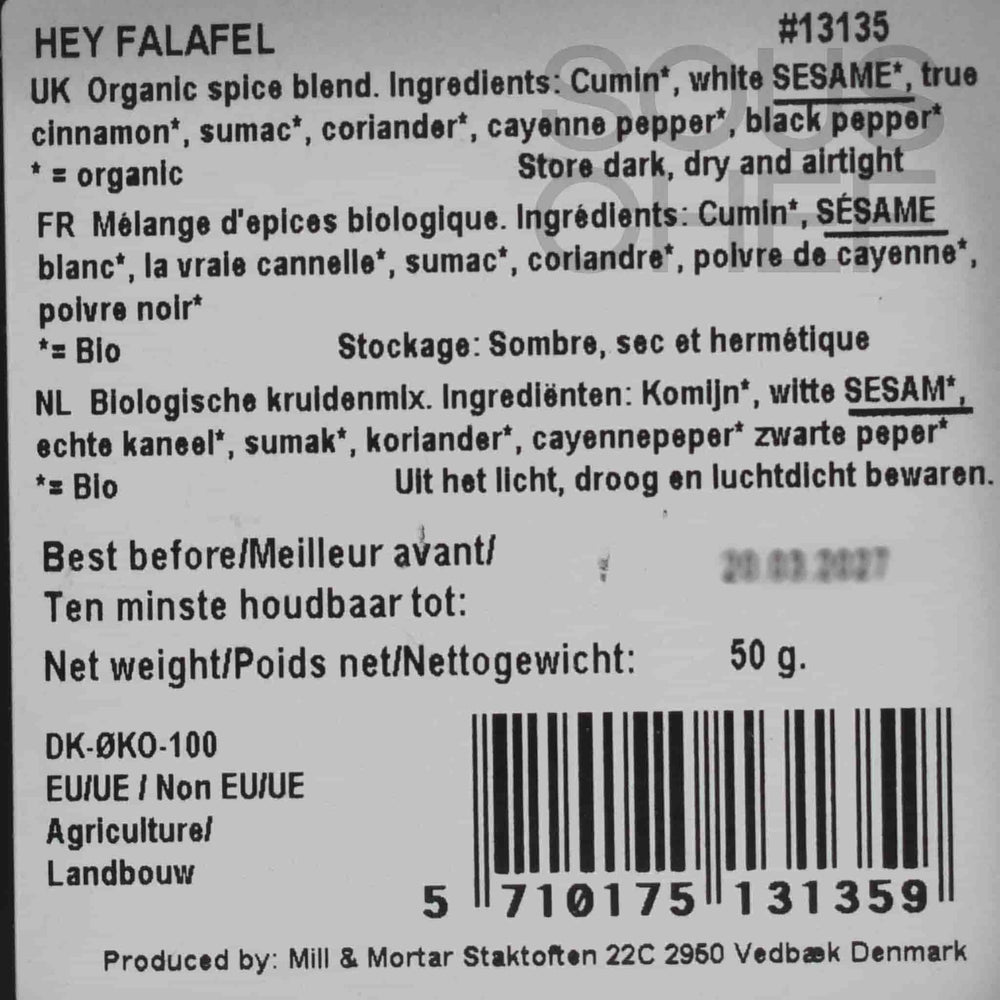 HEY FALAFEL #13135
UK Organic spice blend. Ingredients: Cumin*, white SESAME*, true
cinnamon*, sumac*, coriander*, cayenne pepper*, black pepper*
* = organic Store dark, dry and airtight
FR Mélange d'epices biologique. Ingrédients: Cumin*, SÉSAME
blanc*, la vraie cannelle*, sumac*, coriandre*, poivre de cayenne*,
poivre noir*
*= Bio Stockage: Sombre, sec et hermétique
NL Biologische kruidenmix. Ingrediënten: Komijn*, witte SESAM*,
echte kaneel*, sumak*, koriander*, cayennepeper* zwarte peper*
*= Bio Uit het licht, droog en luchtdicht bewaren.
Best before/Meilleur avant/
Ten minste houdbaar tot: 20 03 2027
Net weight/Poids net/Nettogewicht: 50 g.
DK-ØKO-100
EU/UE / Non EU/UE
Agriculture/
Landbouw
5 710175 131359
Produced by: Mill & Mortar Staktoften 22C 2950 Vedbæk Denmark
SOUS
CHEF